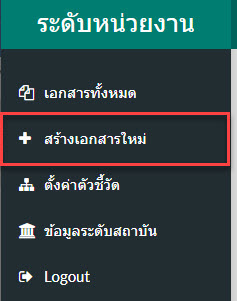 ระดับหน่วยงาน
เอกสารทั้งหมด
สร้างเอกสารใหม่
ตั้งค่าตัวชี้วัด
ข้อมูลระดับสถาบัน
Logout